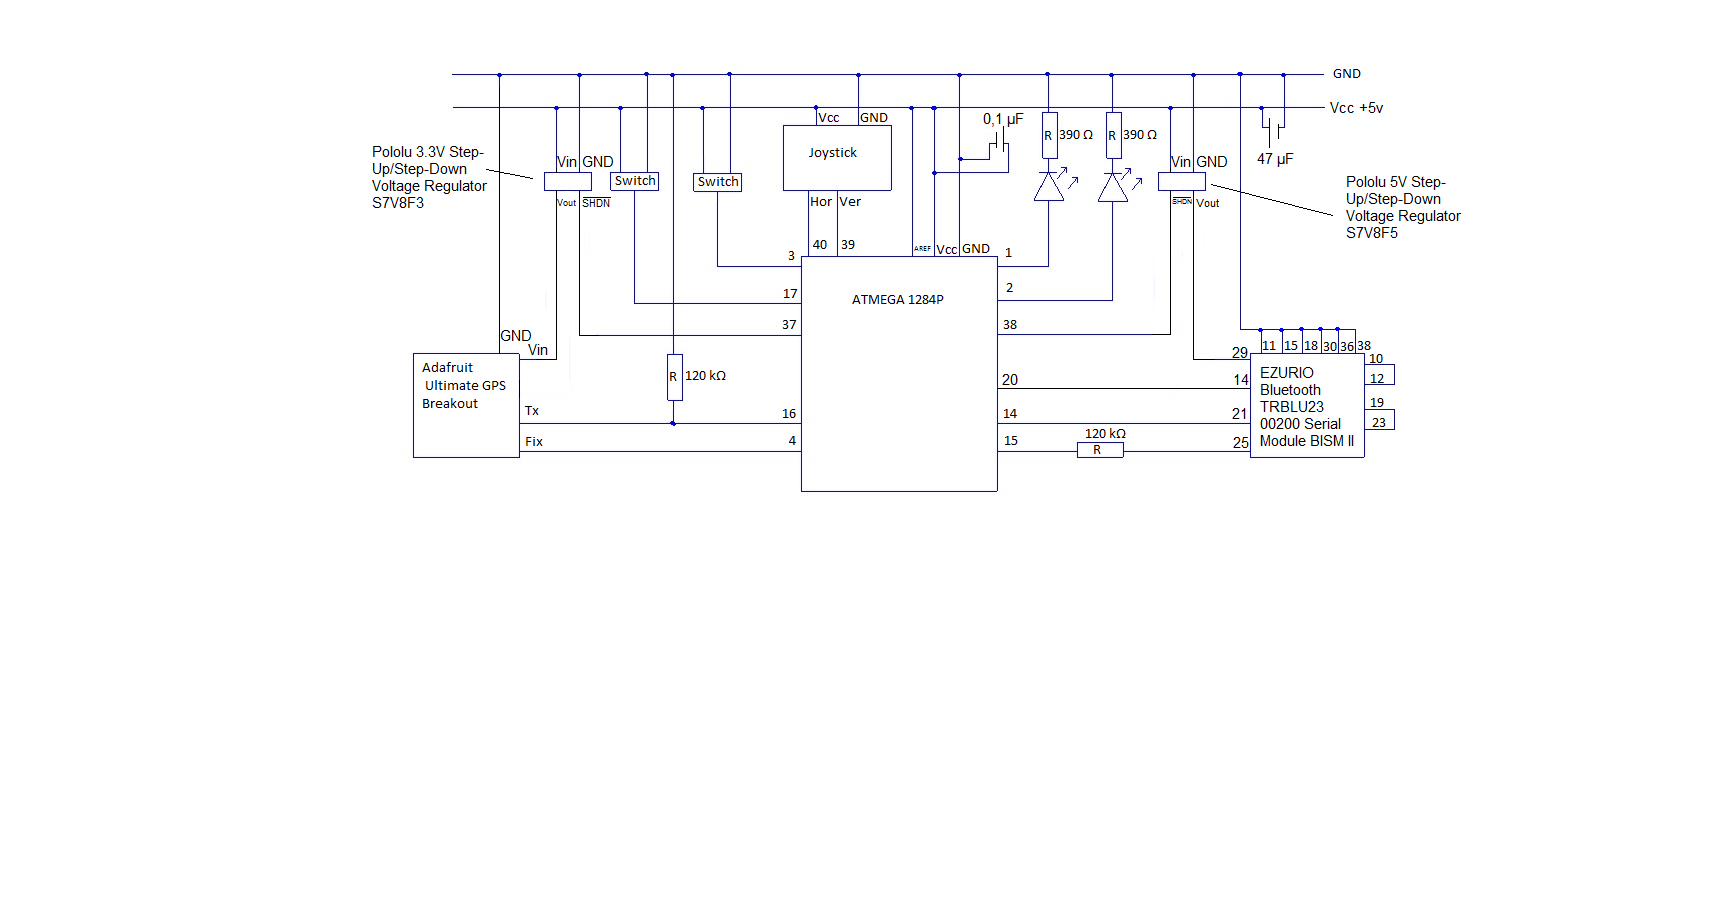 GND
Vcc +5v
0,1 µF
Vcc
GND
Joystick
Hor
Ver
R
390 Ω
R
390 Ω
47 µF
Pololu 3.3V Step-
Up/Step-Down
Voltage Regulator
S7V8F3
Vin
GND
Vout
SHDN
Switch
Switch
Vin
GND
SHDN
Vout
Pololu 5V Step-
Up/Step-Down
Voltage Regulator
S7V8F5
40
39
AREF
Vcc
GND
3
17
37
16
4
ATMEGA 1284P
1
2
38
20
14
15
GND
Vin
Adafruit
Ultimate GPS
Breakout
Tx
Fix
R
120 kΩ
120 kΩ
R
29
14
21
25
11
15
18
30
36
38
10
12
19
23
EZURIO
Bluetooth
TRBLU23
00200 Serial
Module BISM II